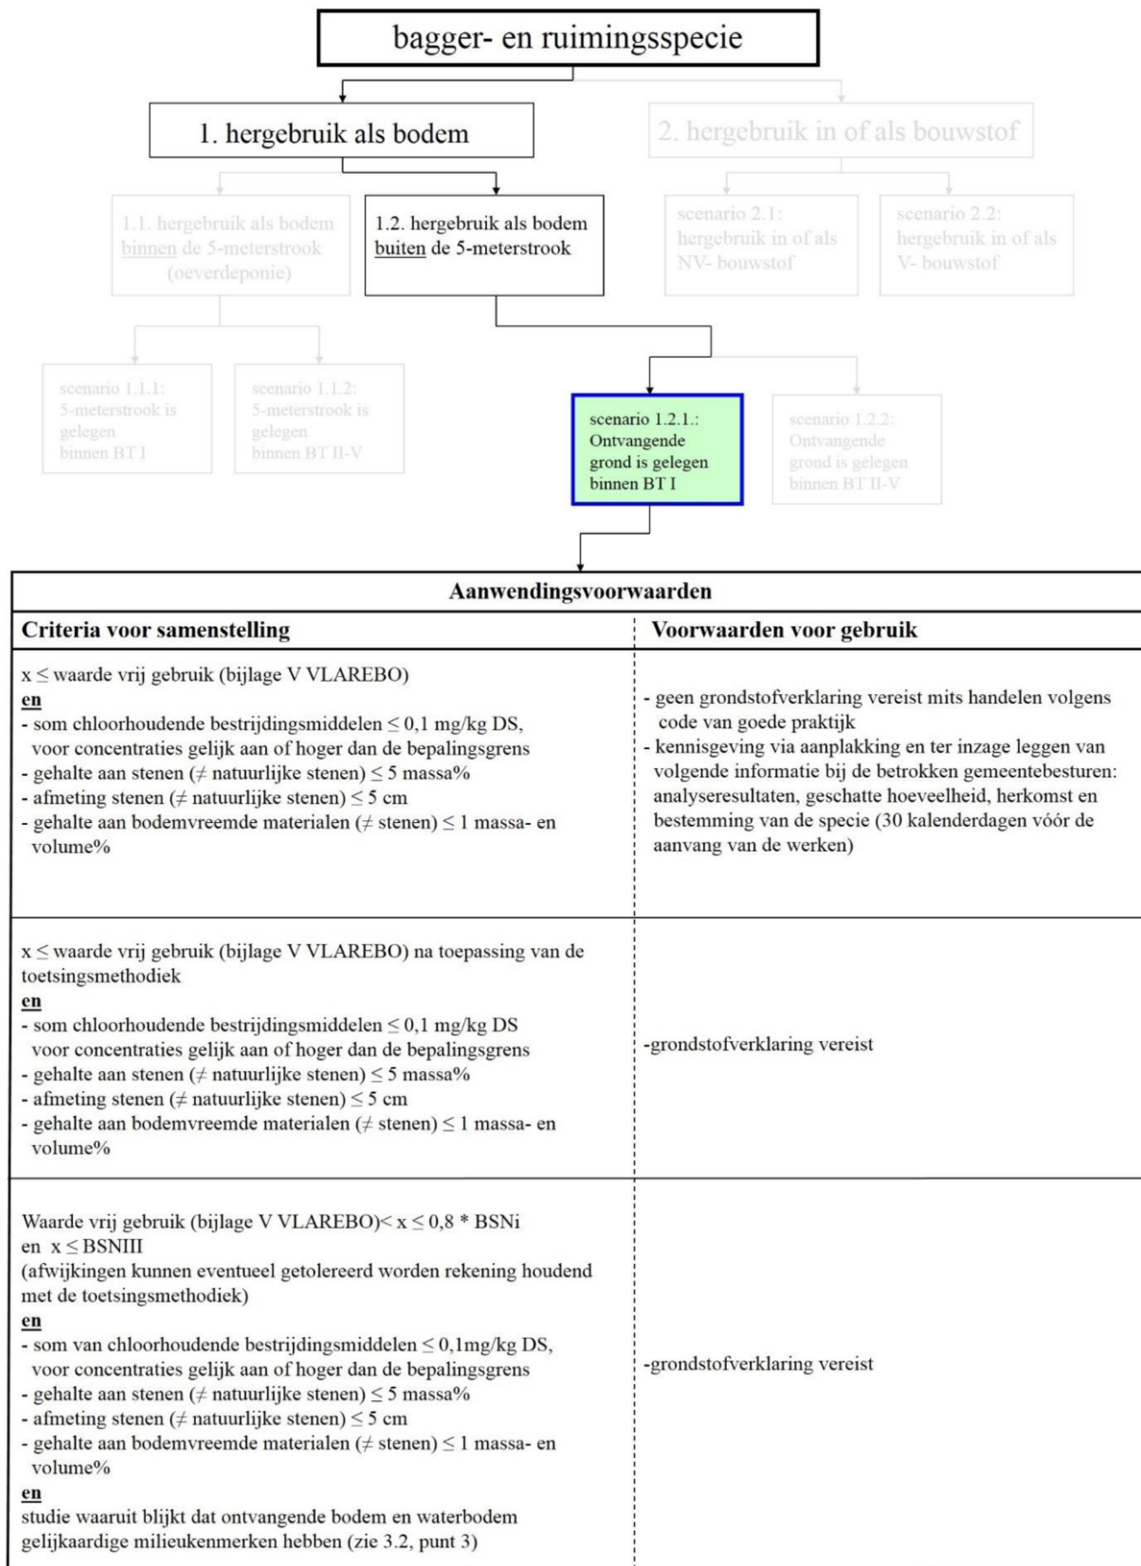 bagger- en ruimingsspecie
1. hergebruik als bodem
2. hergebruik in of als bouwstof
1.1. hergebruik als bodem
binnen de 5-meterstrook
(oeverdeponie)
1.2. hergebruik als bodem
buiten de 5-meterstrook
scenario 2.1:
hergebruik in of als
NV- bouwstof
scenario 2.2:
hergebruik in of als
V- bouwstof
scenario 1.1.1:
5-meterstrook is
gelegen
binnen BT I
scenario 1.1.2:
5-meterstrook is
gelegen
binnen BT II-V
scenario 1.2.1.:
Ontvangende
grond is gelegen
binnen BT I
scenario 1.2.2:
Ontvangende
grond is gelegen
binnen BT II-V
Aanwendingsvoorwaarden
Criteria voor samenstelling
Voorwaarden voor gebruik
x ≤ waarde vrij gebruik (bijlage V VLAREBO)
en
- som chloorhoudende bestrijdingsmiddelen ≤ 0,1 mg/kg DS,
voor concentraties gelijk aan of hoger dan de bepalingsgrens
- gehalte aan stenen (≠ natuurlijke stenen) ≤ 5 massa%
- afmeting stenen (≠ natuurlijke stenen) ≤ 5 cm
- gehalte aan bodemvreemde materialen (≠ stenen) ≤ 1 massa- en
volume%
- geen grondstofverklaring vereist mits handelen volgens
code van goede praktijk
- kennisgeving via aanplakking en ter inzage leggen van
volgende informatie bij de betrokken gemeentebesturen:
analyseresultaten, geschatte hoeveelheid, herkomst en
bestemming van de specie (30 kalenderdagen vóór de
aanvang van de werken)
x ≤ waarde vrij gebruik (bijlage V VLAREBO) na toepassing van de
toetsingsmethodiek
en
- som chloorhoudende bestrijdingsmiddelen ≤ 0,1 mg/kg DS
voor concentraties gelijk aan of hoger dan de bepalingsgrens
- gehalte aan stenen (≠ natuurlijke stenen) ≤ 5 massa%
- afmeting stenen (≠ natuurlijke stenen) ≤ 5 cm
- gehalte aan bodemvreemde materialen (≠ stenen) ≤ 1 massa- en
volume%
-grondstofverklaring vereist
Waarde vrij gebruik (bijlage V VLAREBO)< x ≤ 0,8 * BSNi
en x ≤ BSNIII
(afwijkingen kunnen eventueel getolereerd worden rekening houdend
met de toetsingsmethodiek)
en
- som van chloorhoudende bestrijdingsmiddelen ≤ 0,1mg/kg DS,
voor concentraties gelijk aan of hoger dan de bepalingsgrens
- gehalte aan stenen (≠ natuurlijke stenen) ≤ 5 massa%
- afmeting stenen (≠ natuurlijke stenen) ≤ 5 cm
- gehalte aan bodemvreemde materialen (≠ stenen) ≤ 1 massa- en
volume%
en
studie waaruit blijkt dat ontvangende bodem en waterbodem
gelijkaardige milieukenmerken hebben (zie 3.2, punt 3)
-grondstofverklaring vereist